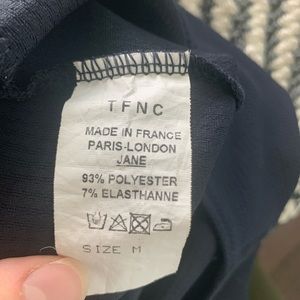 TFNC
MADE IN FRANCE
PARIS-LONDON
JANE
93% POLYESTER
7% ELASTHANNE
SIZE M